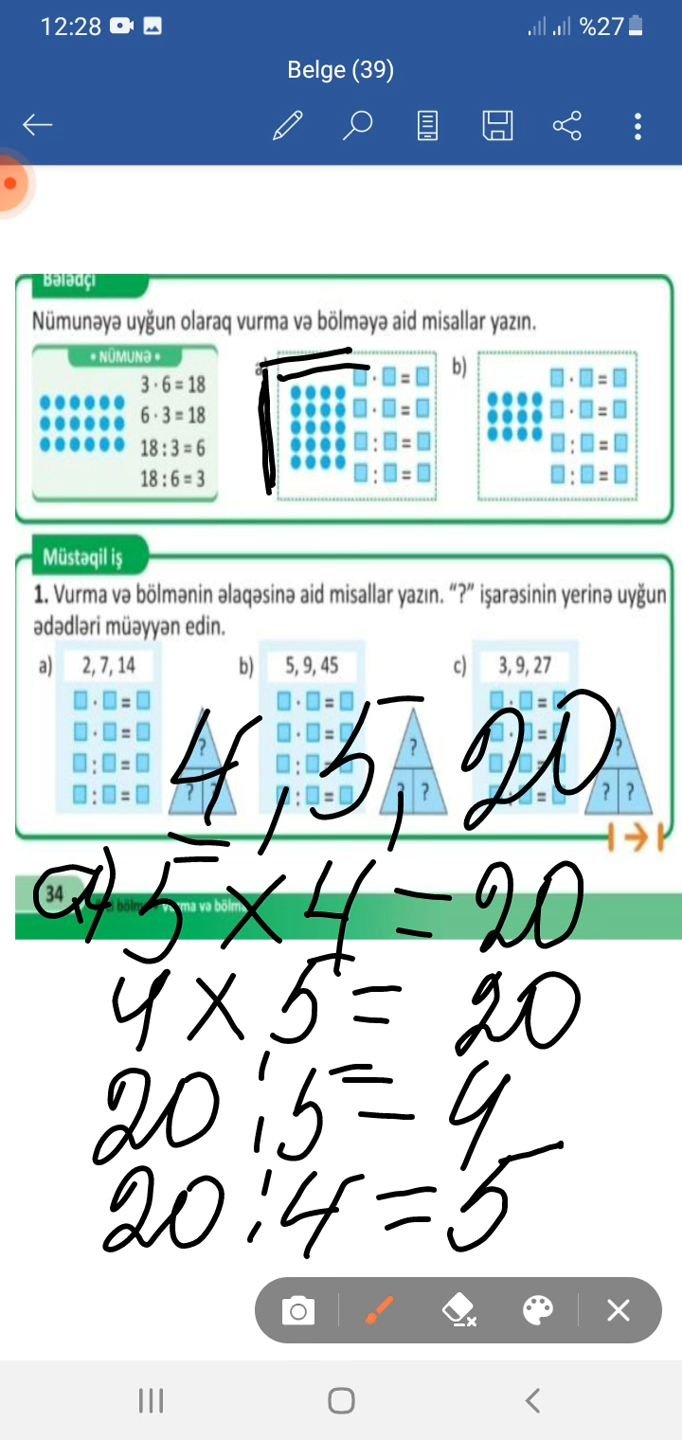 12:28 %27
Belge (39)
Bələdçi
Nümunəyə uyğun olaraq vurma və bölməyə aid misallar yazın.
• NÜMUNƏ •
3 · 6 = 18
6 · 3 = 18
18 : 3 = 6
18 : 6 = 3
a)
· =
· =
: =
: =
b)
· =
· =
: =
: =
Müstəqil iş
1. Vurma və bölmənin əlaqəsinə aid misallar yazın. “?” işarəsinin yerinə uyğun
ədədləri müəyyən edin.
a) 2, 7, 14
· =
· =
: =
: =
?
? ?
b) 5, 9, 45
· =
· =
: =
: =
?
? ?
c) 3, 9, 27
· =
· =
: =
: =
?
? ?
4, 5, 20
34
vurma və bölmə
a) 5 × 4 = 20
4 × 5 = 20
20 : 5 = 4
20 : 4 = 5